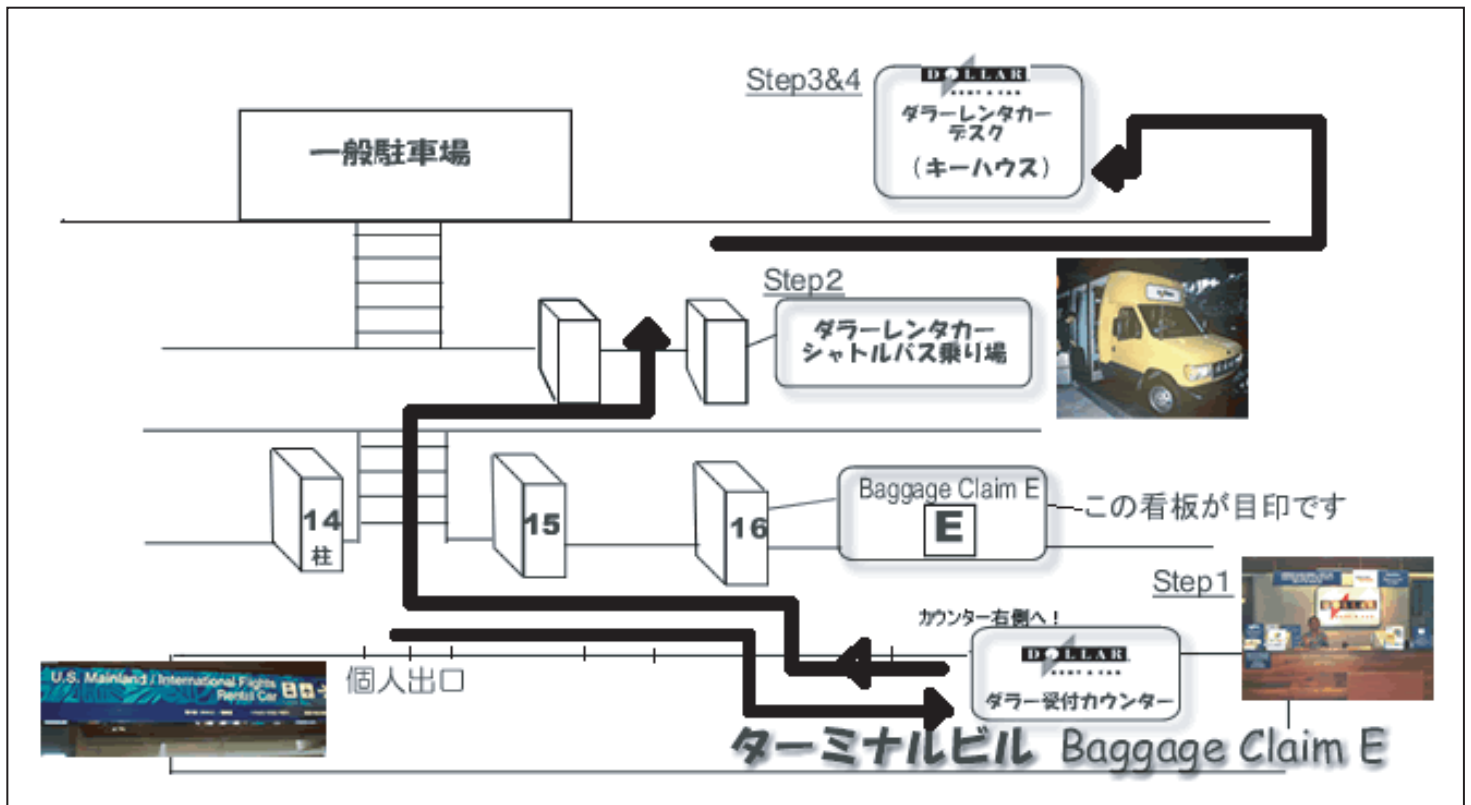 Step3&4
DOLLAR
RENT A CAR
ダラーレンタカー
デスク
(キーハウス)
一般駐車場
Step2
ダラーレンタカー
シャトルバス乗り場
14
柱
15
16
Baggage Claim E
E
この看板が目印です
Step1
カウンター右側へ!
DOLLAR
RENT A CAR
ダラー受付カウンター
DOLLAR
個人出口
U.S. Mainland / International Flights
Rental Car
ターミナルビル Baggage Claim E